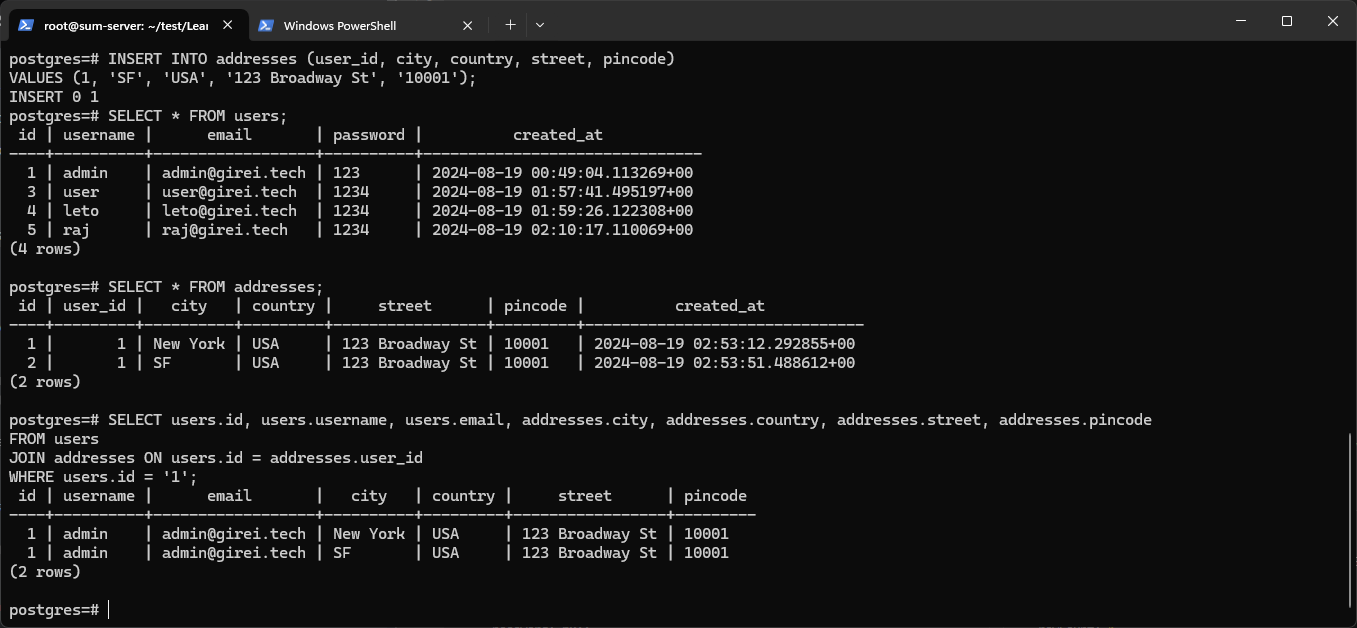 root@sum-server: ~/test/Lear
Windows PowerShell
postgres=# INSERT INTO addresses (user_id, city, country, street, pincode)
VALUES (1, 'SF', 'USA', '123 Broadway St', '10001');
INSERT 0 1
postgres=# SELECT * FROM users;
 id | username |      email       | password |          created_at
----+----------+------------------+----------+-------------------------------
  1 | admin    | admin@girei.tech | 123      | 2024-08-19 00:49:04.113269+00
  3 | user     | user@girei.tech  | 1234     | 2024-08-19 01:57:41.495197+00
  4 | leto     | leto@girei.tech  | 1234     | 2024-08-19 01:59:26.122308+00
  5 | raj      | raj@girei.tech   | 1234     | 2024-08-19 02:10:17.110069+00
(4 rows)
postgres=# SELECT * FROM addresses;
 id | user_id |   city   | country |     street      | pincode |          created_at
----+---------+----------+---------+-----------------+---------+-------------------------------
  1 |       1 | New York | USA     | 123 Broadway St | 10001   | 2024-08-19 02:53:12.292855+00
  2 |       1 | SF       | USA     | 123 Broadway St | 10001   | 2024-08-19 02:53:51.488612+00
(2 rows)
postgres=# SELECT users.id, users.username, users.email, addresses.city, addresses.country, addresses.street, addresses.pincode
FROM users
JOIN addresses ON users.id = addresses.user_id
WHERE users.id = '1';
 id | username |      email       |   city   | country |     street      | pincode
----+----------+------------------+----------+---------+-----------------+---------
  1 | admin    | admin@girei.tech | New York | USA     | 123 Broadway St | 10001
  1 | admin    | admin@girei.tech | SF       | USA     | 123 Broadway St | 10001
(2 rows)
postgres=#